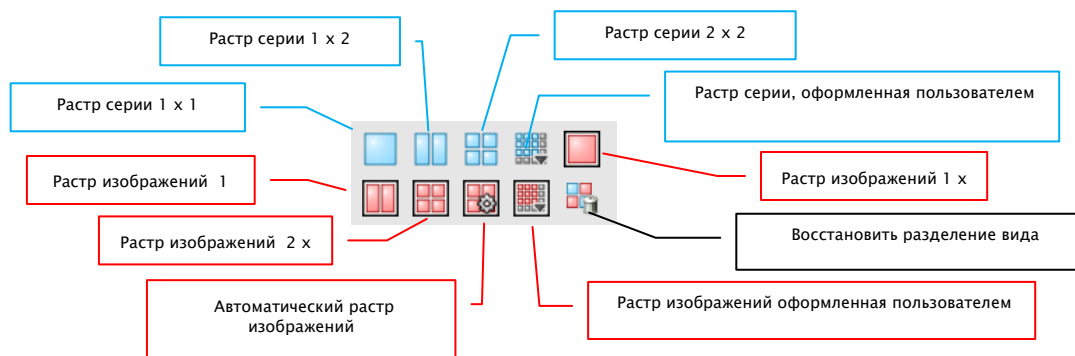 Растр серии 1 x 2
Растр серии 2 x 2
Растр серии 1 x 1
Растр серии, оформленная пользователем
Растр изображений 1
Растр изображений 1 x
Растр изображений 2 x
Восстановить разделение вида
Автоматический растр
изображений
Растр изображений оформленная пользователем